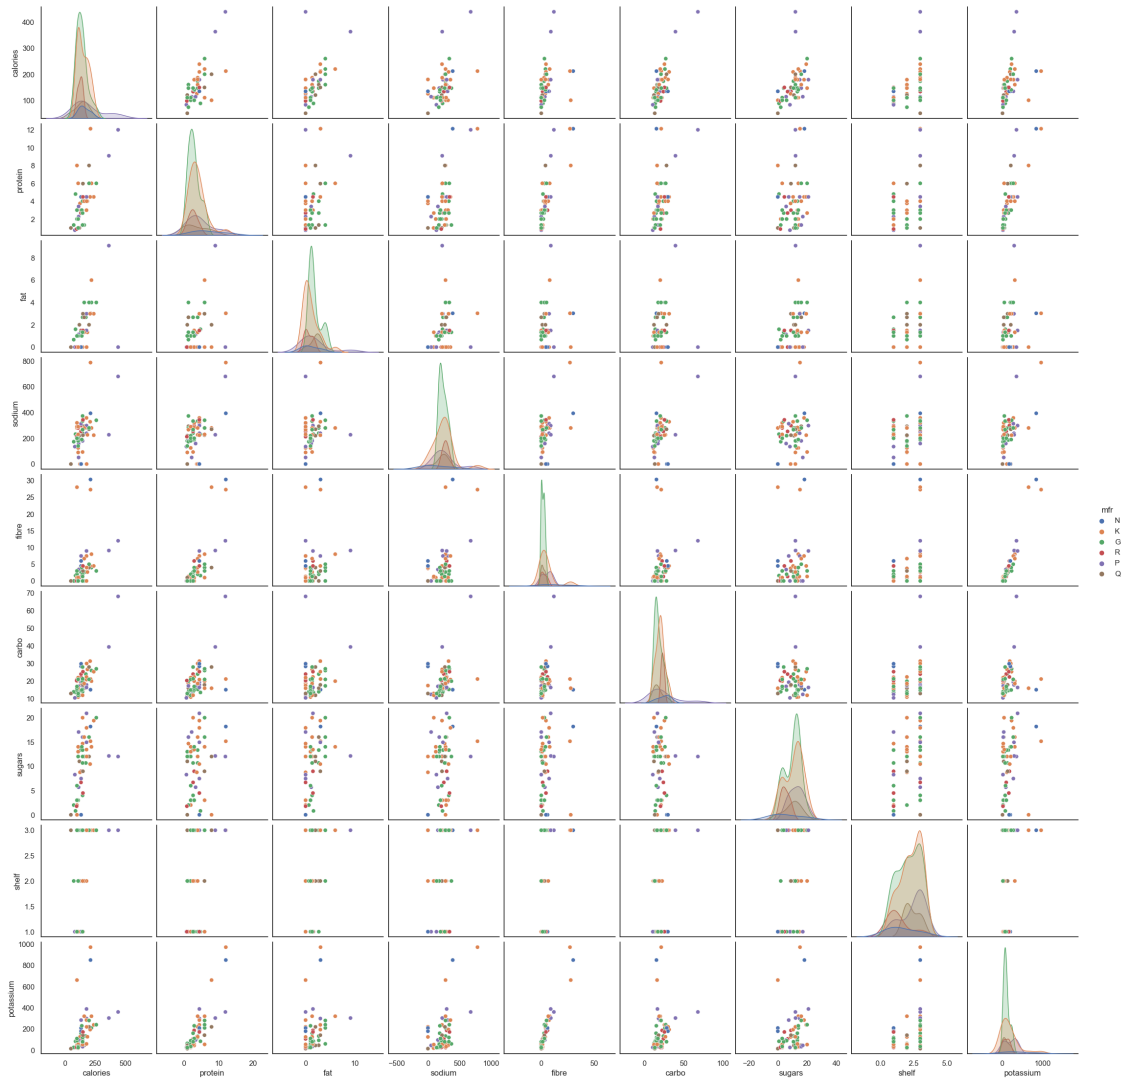 calories
400
300
200
100
protein
12
10
8
6
4
2
fat
8
6
4
2
0
sodium
800
600
400
200
0
fibre
30
25
20
15
10
5
0
carbo
70
60
50
40
30
20
10
sugars
20
15
10
5
0
shelf
3.0
2.5
2.0
1.5
1.0
potassium
1000
800
600
400
200
0
0 250 500
calories
0 10 20
protein
0 10
fat
−500 0 500 1000
sodium
0 50
fibre
0 50 100
carbo
−20 0 20 40
sugars
0.0 2.5 5.0
shelf
0 1000
potassium
mfr
N
K
G
R
P
Q